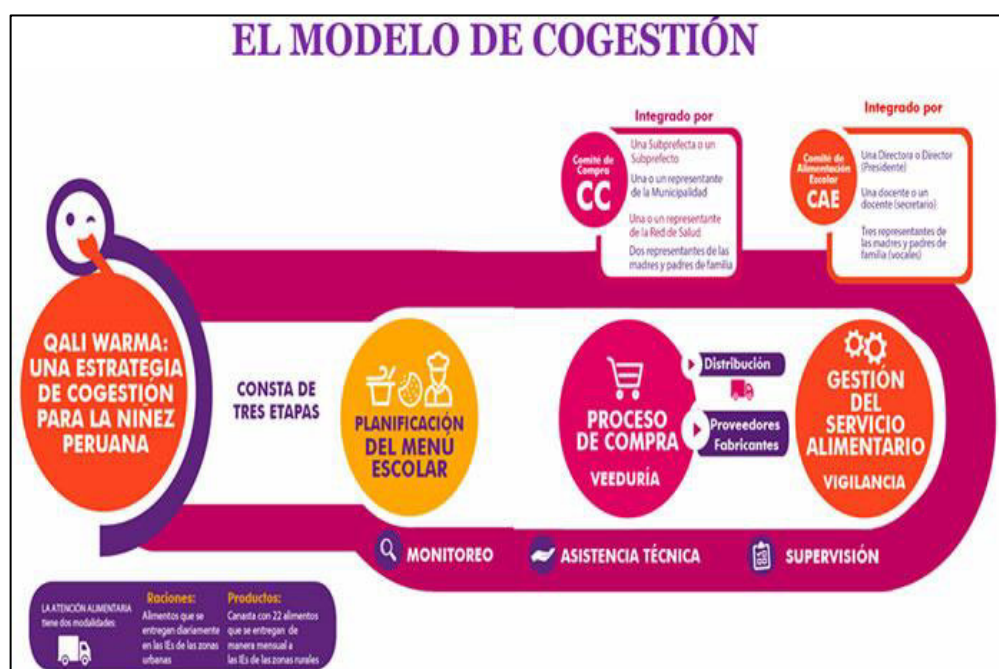 EL MODELO DE COGESTIÓN
Integrado por
Comité de
Compra
CC
Una Subprefecta o un
Subprefecto
Una o un representante
de la Municipalidad
Una o un representante
de la Red de Salud
Dos representantes de las
madres y padres de familia
Integrado por
Comité de
Alimentación
Escolar
CAE
Una Directora o Director
(Presidente)
Una docente o un
docente (secretario)
Tres representantes de
las madres y padres de
familia (vocales)
QALI WARMA:
UNA ESTRATEGIA
DE COGESTIÓN
PARA LA NIÑEZ
PERUANA
CONSTA DE
TRES ETAPAS
PLANIFICACIÓN
DEL MENÚ
ESCOLAR
PROCESO
DE COMPRA
VEEDURÍA
Distribución
Proveedores
Fabricantes
GESTIÓN
DEL
SERVICIO
ALIMENTARIO
VIGILANCIA
MONITOREO
ASISTENCIA TÉCNICA
SUPERVISIÓN
LA ATENCIÓN ALIMENTARIA
tiene dos modalidades:
Raciones:
Alimentos que se
entregan diariamente
en las IEs de las zonas
urbanas
Productos:
Canasta con 22 alimentos
que se entregan de
manera mensual a
las IEs de las zonas rurales